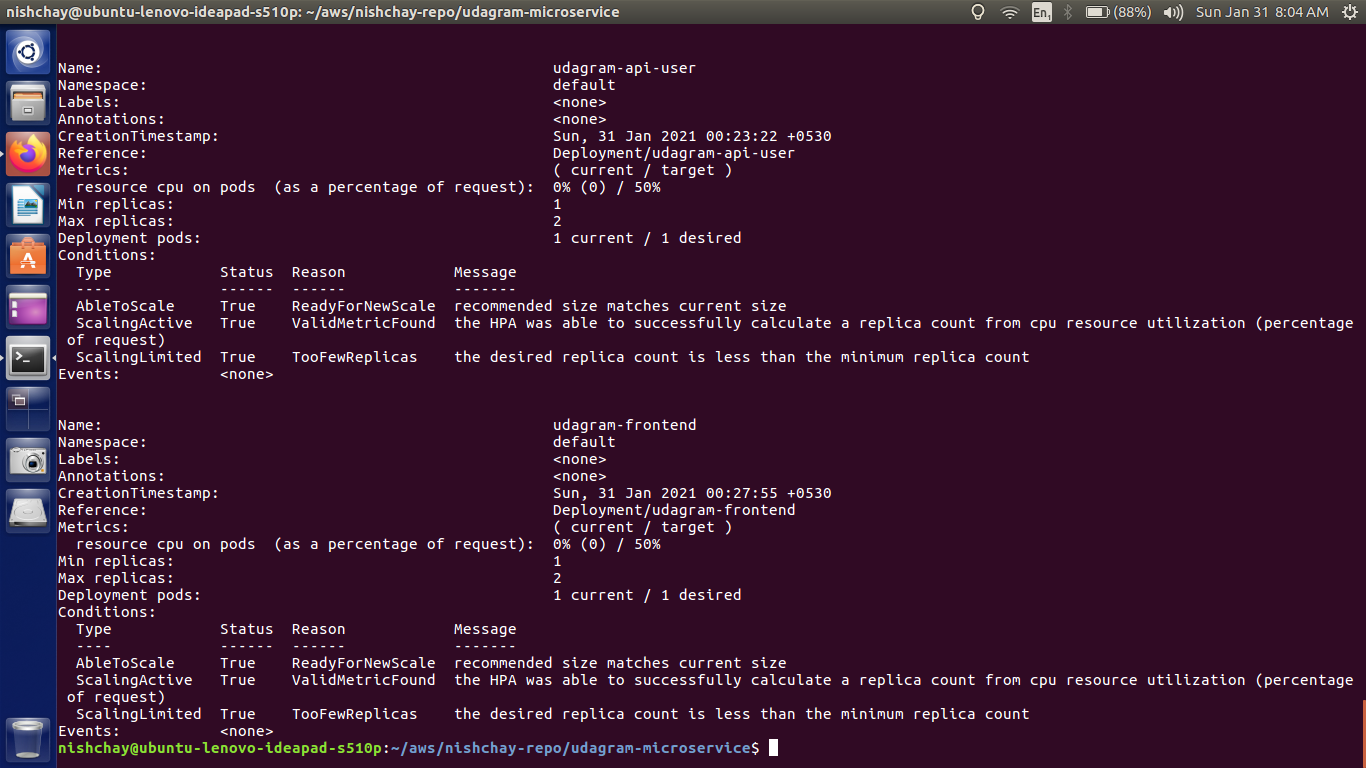 nishchay@ubuntu-lenovo-ideapad-s510p: ~/aws/nishchay-repo/udagram-microservice En1 (88%) Sun Jan 31 8:04 AM
Name: udagram-api-user
Namespace: default
Labels: <none>
Annotations: <none>
CreationTimestamp: Sun, 31 Jan 2021 00:23:22 +0530
Reference: Deployment/udagram-api-user
Metrics: ( current / target )
resource cpu on pods (as a percentage of request): 0% (0) / 50%
Min replicas: 1
Max replicas: 2
Deployment pods: 1 current / 1 desired
Conditions:
Type Status Reason Message
---- ------ ------ -------
AbleToScale True ReadyForNewScale recommended size matches current size
ScalingActive True ValidMetricFound the HPA was able to successfully calculate a replica count from cpu resource utilization (percentage
of request)
ScalingLimited True TooFewReplicas the desired replica count is less than the minimum replica count
Events: <none>
Name: udagram-frontend
Namespace: default
Labels: <none>
Annotations: <none>
CreationTimestamp: Sun, 31 Jan 2021 00:27:55 +0530
Reference: Deployment/udagram-frontend
Metrics: ( current / target )
resource cpu on pods (as a percentage of request): 0% (0) / 50%
Min replicas: 1
Max replicas: 2
Deployment pods: 1 current / 1 desired
Conditions:
Type Status Reason Message
---- ------ ------ -------
AbleToScale True ReadyForNewScale recommended size matches current size
ScalingActive True ValidMetricFound the HPA was able to successfully calculate a replica count from cpu resource utilization (percentage
of request)
ScalingLimited True TooFewReplicas the desired replica count is less than the minimum replica count
Events: <none>
nishchay@ubuntu-lenovo-ideapad-s510p:~/aws/nishchay-repo/udagram-microservice$